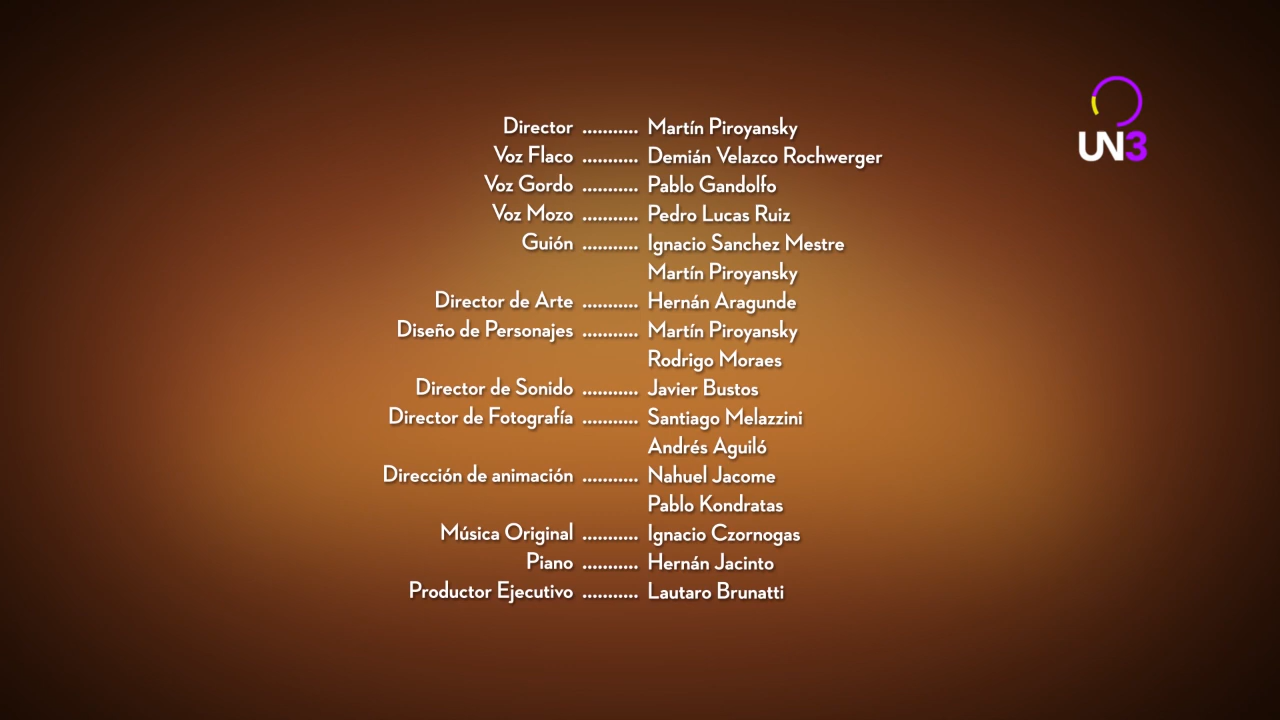 Director ........... Martín Piroyansky
Voz Flaco ........... Demián Velazco Rochwerger
Voz Gordo ........... Pablo Gandolfo
Voz Mozo ........... Pedro Lucas Ruiz
Guión ........... Ignacio Sanchez Mestre
Martín Piroyansky
Director de Arte ........... Hernán Aragunde
Diseño de Personajes ........... Martín Piroyansky
Rodrigo Moraes
Director de Sonido ........... Javier Bustos
Director de Fotografía ........... Santiago Melazzini
Andrés Aguiló
Dirección de animación ........... Nahuel Jacome
Pablo Kondratas
Música Original ........... Ignacio Czornogas
Piano ........... Hernán Jacinto
Productor Ejecutivo ........... Lautaro Brunatti
UN3